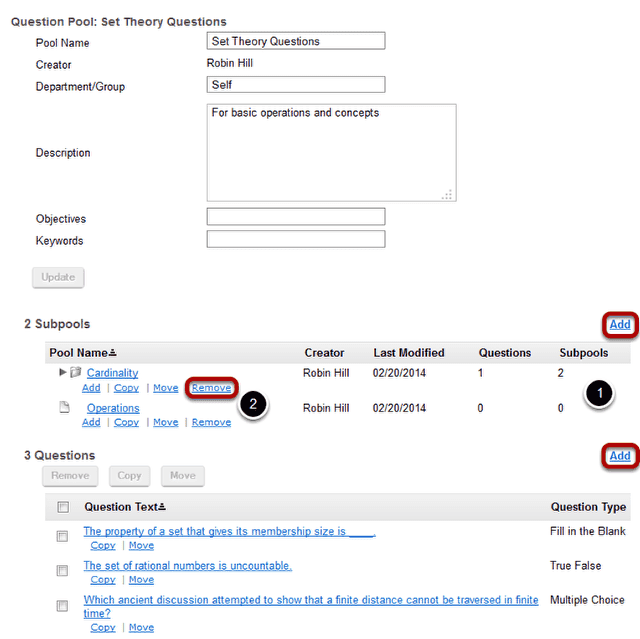 Question Pool: Set Theory Questions
Pool Name Set Theory Questions
Creator Robin Hill
Department/Group Self
Description For basic operations and concepts
Objectives
Keywords
Update
2 Subpools Add
Pool Name Creator Last Modified Questions Subpools
Cardinality Robin Hill 02/20/2014 1 2
Add | Copy | Move | Remove
2
1
Operations Robin Hill 02/20/2014 0 0
Add | Copy | Move | Remove
3 Questions Add
Remove Copy Move
Question Text Question Type
The property of a set that gives its membership size is ____. Fill in the Blank
Copy | Move
The set of rational numbers is uncountable. True False
Copy | Move
Which ancient discussion attempted to show that a finite distance cannot be traversed in finite Multiple Choice
time?
Copy | Move